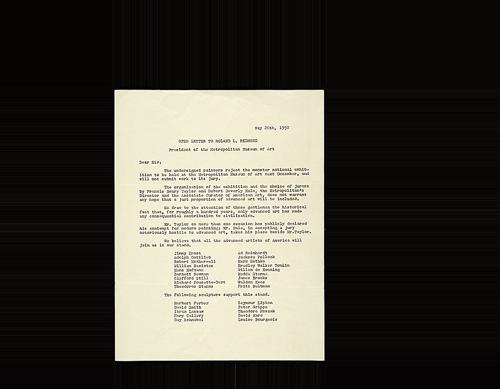 May 20th, 1950
OPEN LETTER TO ROLAND L. REDMOND
President of the Metropolitan Museum of Art
Dear Sir:
The undersigned painters reject the monster national exhib-
ition to be held at the Metropolitan Museum of Art next December, and
will not submit work to its jury.
The organization of the exhibition and the choice of jurors
by Francis Henry Taylor and Robert Beverly Hale, the Metropolitan's
Director and the Associate Curator of American Art, does not warrant
any hope that a just proportion of advanced art will be included.
We draw to the attention of those gentlemen the historical
fact that, for roughly a hundred years, only advanced art has made
any consequential contribution to civilization.
Mr. Taylor on more than one occasion has publicly declared
his contempt for modern painting; Mr. Hale, in accepting a jury
notoriously hostile to advanced art, takes his place beside Mr. Taylor.
We believe that all the advanced artists of America will
join us in our stand.
Jimmy Ernst Ad Reinhardt
Adolph Gottlieb Jackson Pollock
Robert Motherwell Mark Rothko
William Baziotes Bradley Walker Tomlin
Hans Hofmann Willem de Kooning
Barnett Newman Hedda Sterne
Clyfford Still James Brooks
Richard Pousette-Dart Weldon Kees
Theodoros Stamos Fritz Bultman
The following sculptors support this stand.
Herbert Ferber Seymour Lipton
David Smith Peter Grippe
Ibram Lassaw Theodore Roszak
Mary Callery David Hare
Day Schnabel Louise Bourgeois